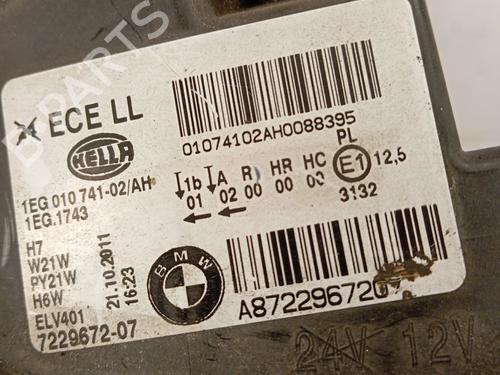 ECE LL
HELLA
01074102AH0088395
1EG 010 741-02/AH
1EG.1743
1b A R HR HC PL
01 02 00 00 00 E1 12,5
3132
H7
W21W
PY21W
H6W
ELV401
7229672-07
21.10.2011
16:23
BMW
A872296720
24V 12V
PARTS